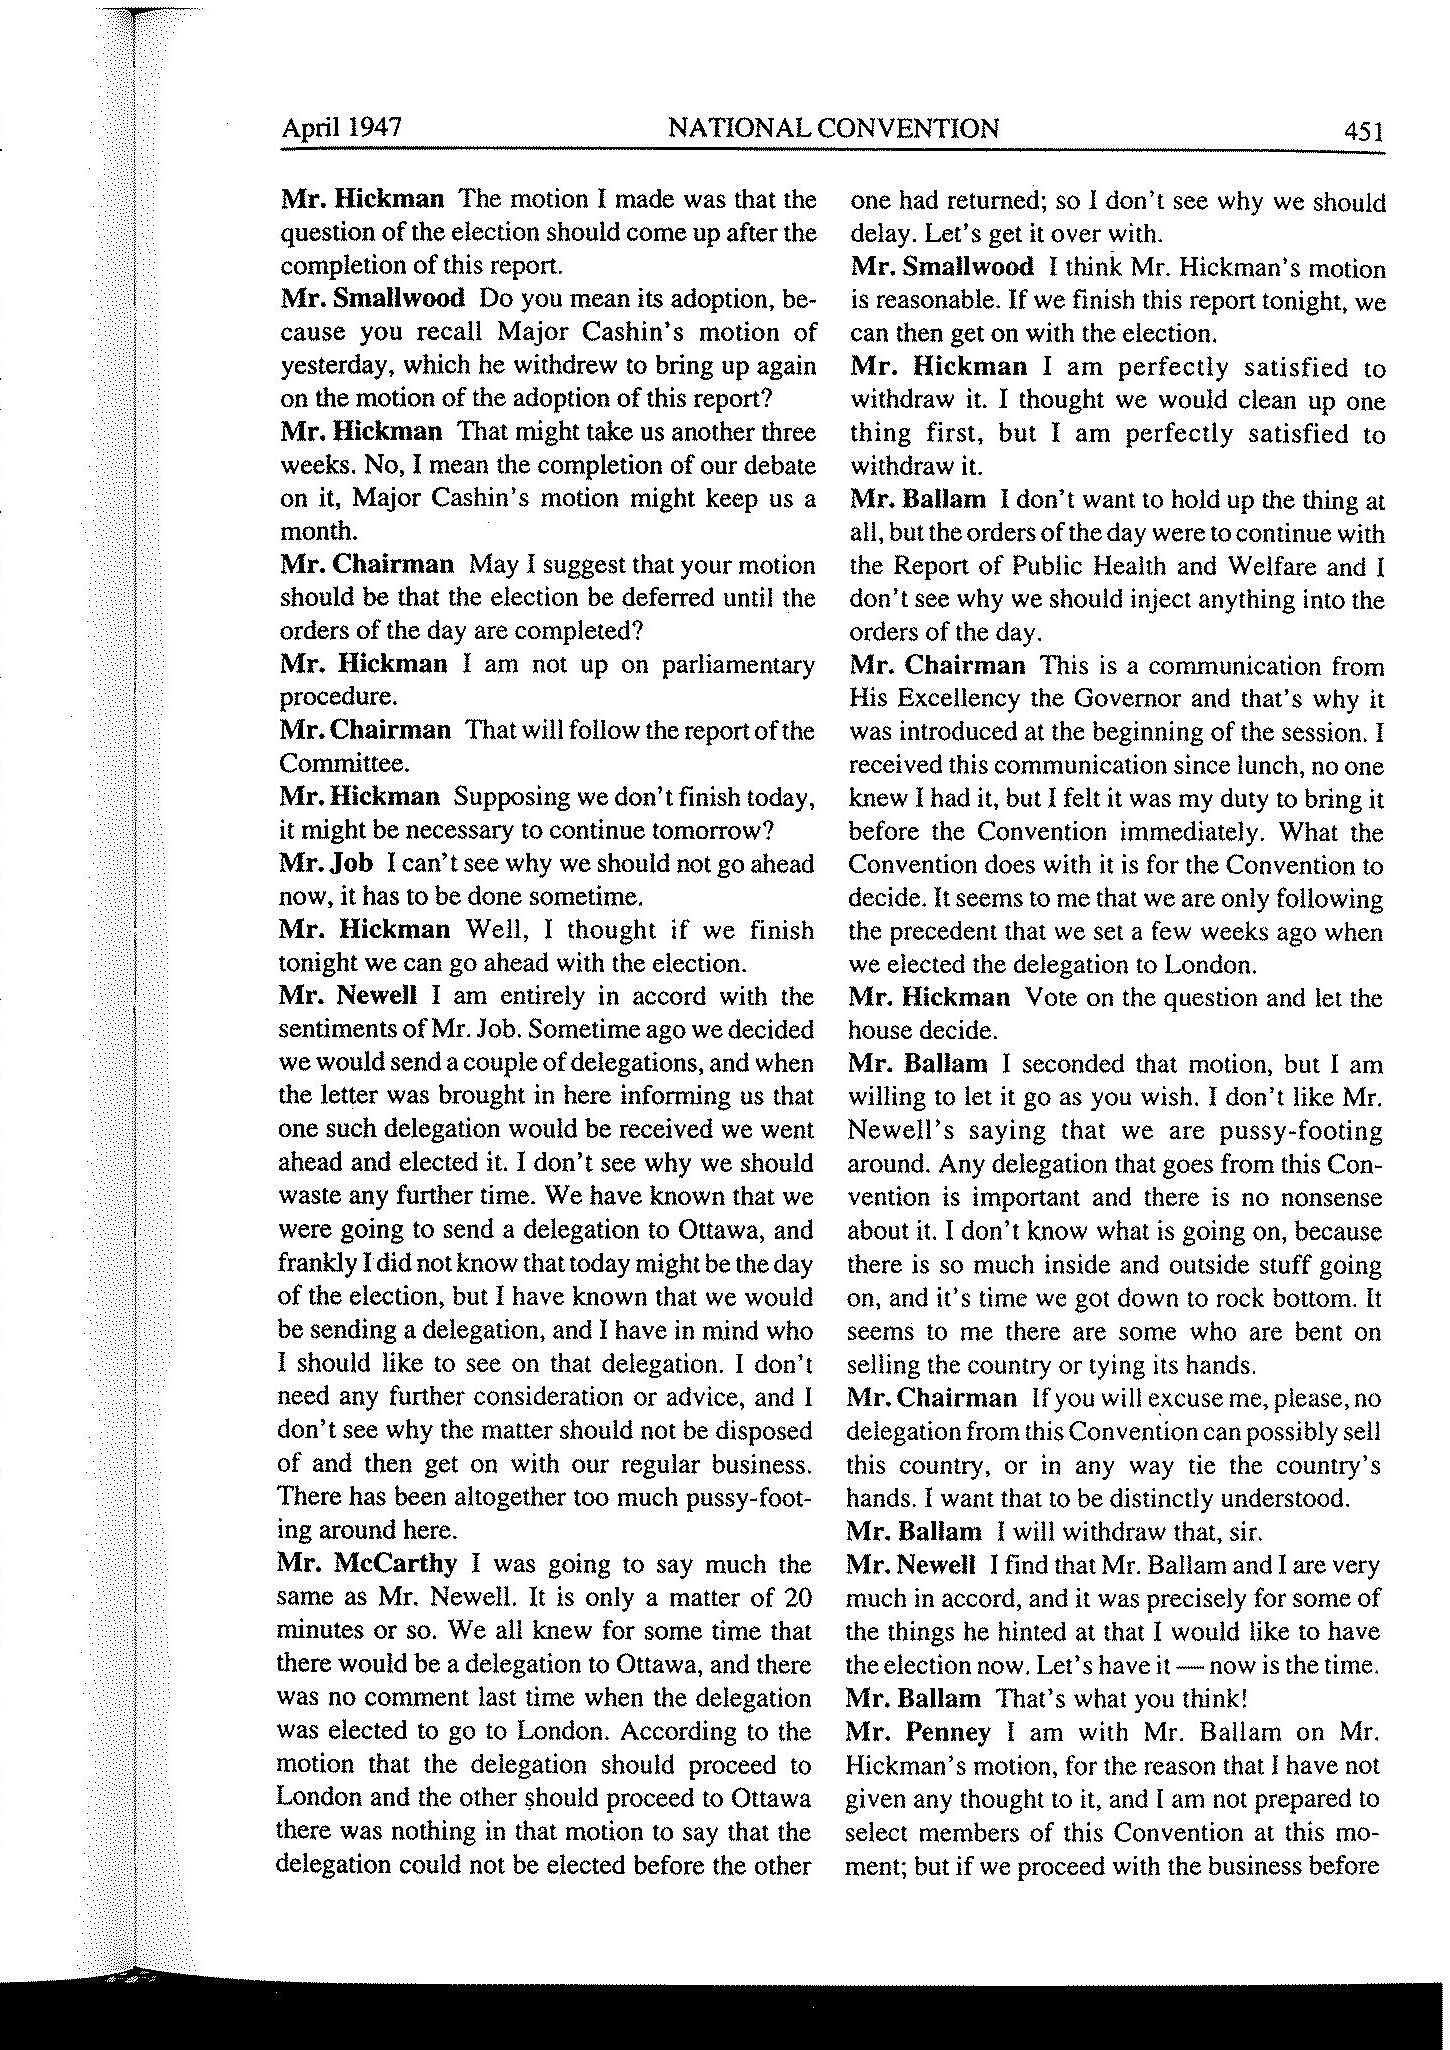 April 1947 NATIONAL CONVENTION 451
Mr. Hickman The motion I made was that the
question of the election should come up after the
completion of this report.
Mr. Smallwood Do you mean its adoption, be-
cause you recall Major Cashin's motion of
yesterday, which he withdrew to bring up again
on the motion of the adoption of this report?
Mr. Hickman That might take us another three
weeks. No, I mean the completion of our debate
on it, Major Cashin's motion might keep us a
month.
Mr. Chairman May I suggest that your motion
should be that the election be deferred until the
orders of the day are completed?
Mr. Hickman I am not up on parliamentary
procedure.
Mr. Chairman That will follow the report of the
Committee.
Mr. Hickman Supposing we don't finish today,
it might be necessary to continue tomorrow?
Mr. Job I can't see why we should not go ahead
now, it has to be done sometime.
Mr. Hickman Well, I thought if we finish
tonight we can go ahead with the election.
Mr. Newell I am entirely in accord with the
sentiments of Mr. Job. Sometime ago we decided
we would send a couple of delegations, and when
the letter was brought in here informing us that
one such delegation would be received we went
ahead and elected it. I don't see why we should
waste any further time. We have known that we
were going to send a delegation to Ottawa, and
frankly I did not know that today might be the day
of the election, but I have known that we would
be sending a delegation, and I have in mind who
I should like to see on that delegation. I don't
need any further consideration or advice, and I
don't see why the matter should not be disposed
of and then get on with our regular business.
There has been altogether too much pussy-foot-
ing around here.
Mr. McCarthy I was going to say much the
same as Mr. Newell. It is only a matter of 20
minutes or so. We all knew for some time that
there would be a delegation to Ottawa, and there
was no comment last time when the delegation
was elected to go to London. According to the
motion that the delegation should proceed to
London and the other should proceed to Ottawa
there was nothing in that motion to say that the
delegation could not be elected before the other
one had returned; so I don't see why we should
delay. Let's get it over with.
Mr. Smallwood I think Mr. Hickman's motion
is reasonable. If we finish this report tonight, we
can then get on with the election.
Mr. Hickman I am perfectly satisfied to
withdraw it. I thought we would clean up one
thing first, but I am perfectly satisfied to
withdraw it.
Mr. Ballam I don't want to hold up the thing at
all, but the orders of the day were to continue with
the Report of Public Health and Welfare and I
don't see why we should inject anything into the
orders of the day.
Mr. Chairman This is a communication from
His Excellency the Governor and that's why it
was introduced at the beginning of the session. I
received this communication since lunch, no one
knew I had it, but I felt it was my duty to bring it
before the Convention immediately. What the
Convention does with it is for the Convention to
decide. It seems to me that we are only following
the precedent that we set a few weeks ago when
we elected the delegation to London.
Mr. Hickman Vote on the question and let the
house decide.
Mr. Ballam I seconded that motion, but I am
willing to let it go as you wish. I don't like Mr.
Newell's saying that we are pussy-footing
around. Any delegation that goes from this Con-
vention is important and there is no nonsense
about it. I don't know what is going on, because
there is so much inside and outside stuff going
on, and it's time we got down to rock bottom. It
seems to me there are some who are bent on
selling the country or tying its hands.
Mr. Chairman If you will excuse me, please, no
delegation from this Convention can possibly sell
this country, or in any way tie the country's
hands. I want that to be distinctly understood.
Mr. Ballam I will withdraw that, sir.
Mr. Newell I find that Mr. Ballam and I are very
much in accord, and it was precisely for some of
the things he hinted at that I would like to have
the election now. Let's have it — now is the time.
Mr. Ballam That's what you think!
Mr. Penney I am with Mr. Ballam on Mr.
Hickman's motion, for the reason that I have not
given any thought to it, and I am not prepared to
select members of this Convention at this mo-
ment; but if we proceed with the business before